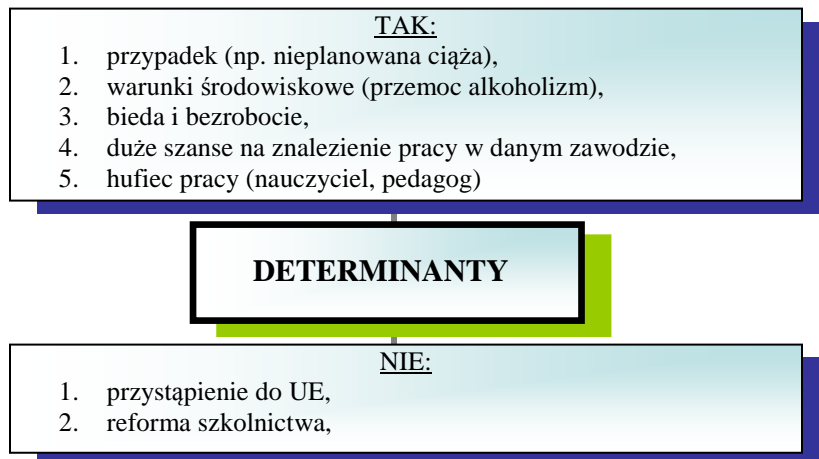 TAK:
1. przypadek (np. nieplanowana ciąża),
2. warunki środowiskowe (przemoc alkoholizm),
3. bieda i bezrobocie,
4. duże szanse na znalezienie pracy w danym zawodzie,
5. hufiec pracy (nauczyciel, pedagog)
DETERMINANTY
NIE:
1. przystąpienie do UE,
2. reforma szkolnictwa,